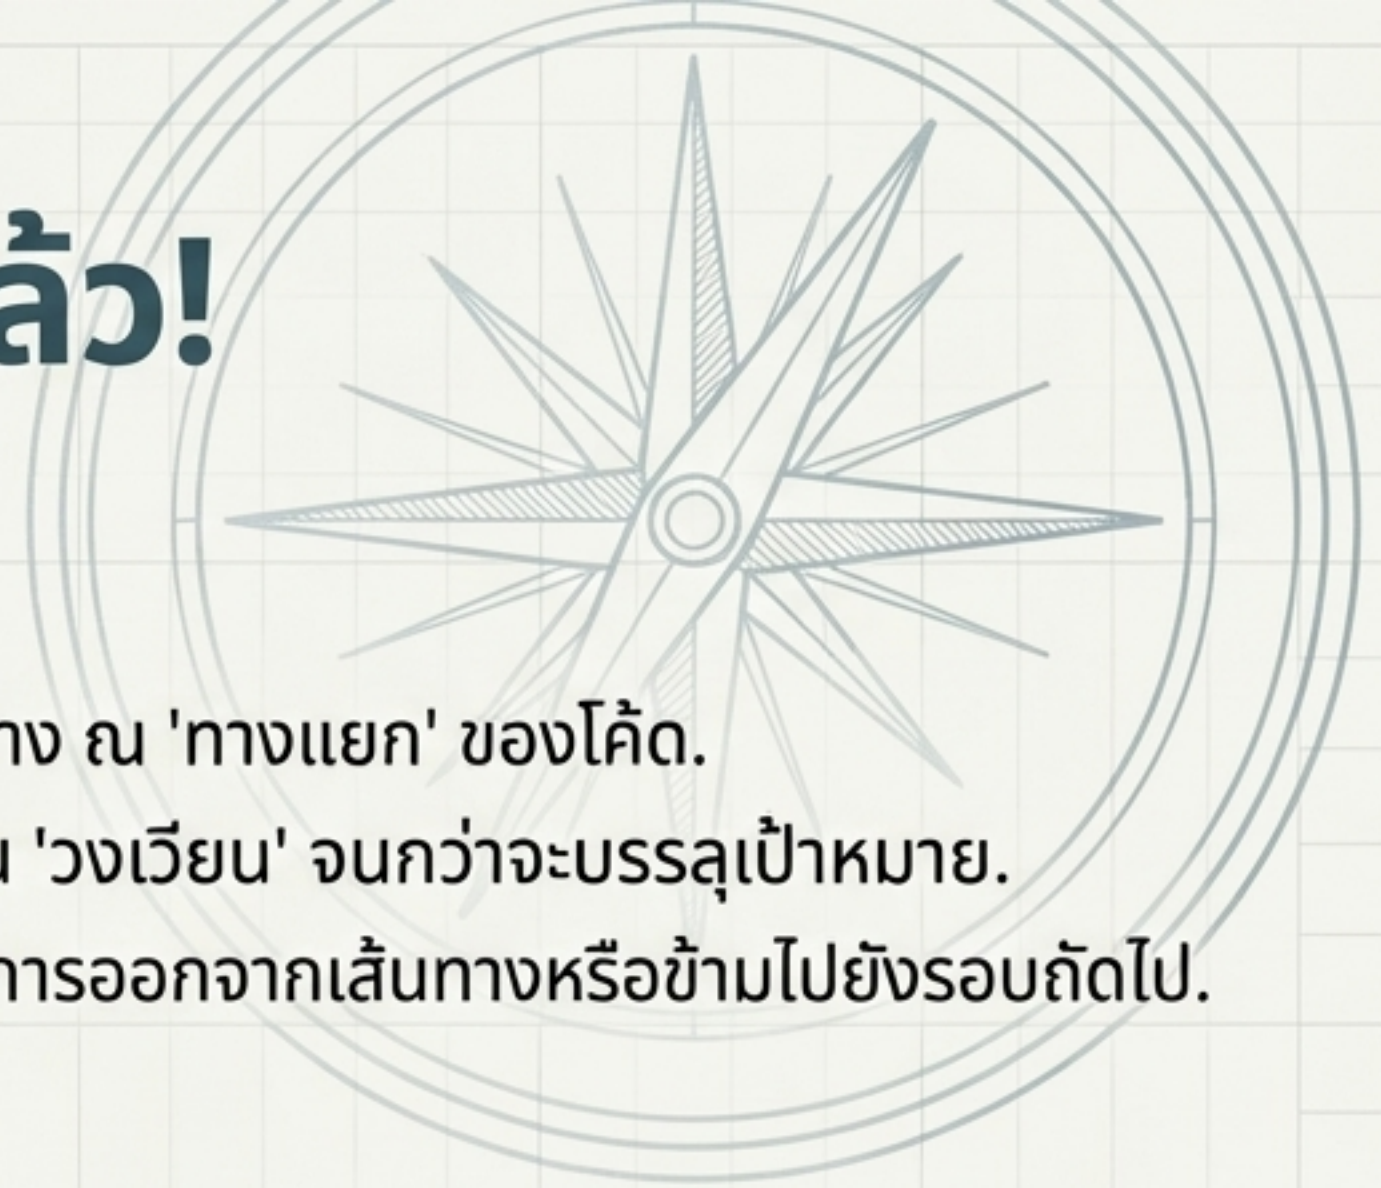 ล้ว!
าง ณ 'ทางแยก' ของโค้ด.
น 'วงเวียน' จนกว่าจะบรรลุเป้าหมาย.
การออกจากเส้นทางหรือข้ามไปยังรอบถัดไป.